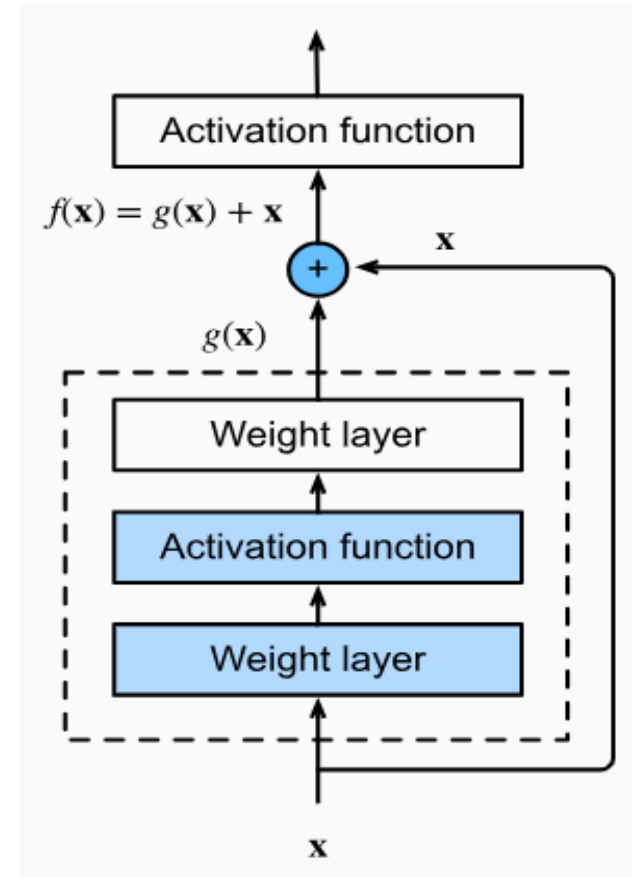 Activation function
f(x) = g(x) + x
x
+
g(x)
Weight layer
Activation function
Weight layer
x